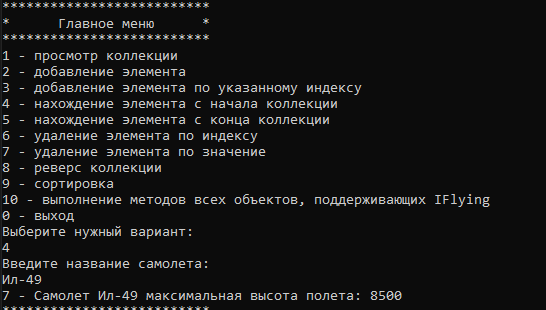 **************************
*      Главное меню      *
**************************
1 - просмотр коллекции
2 - добавление элемента
3 - добавление элемента по указанному индексу
4 - нахождение элемента с начала коллекции
5 - нахождение элемента с конца коллекции
6 - удаление элемента по индексу
7 - удаление элемента по значение
8 - реверс коллекции
9 - сортировка
10 - выполнение методов всех объектов, поддерживающих IFlying
0 - выход
Выберите нужный вариант:
4
Введите название самолета:
Ил-49
7 - Самолет Ил-49 максимальная высота полета: 8500
**************************